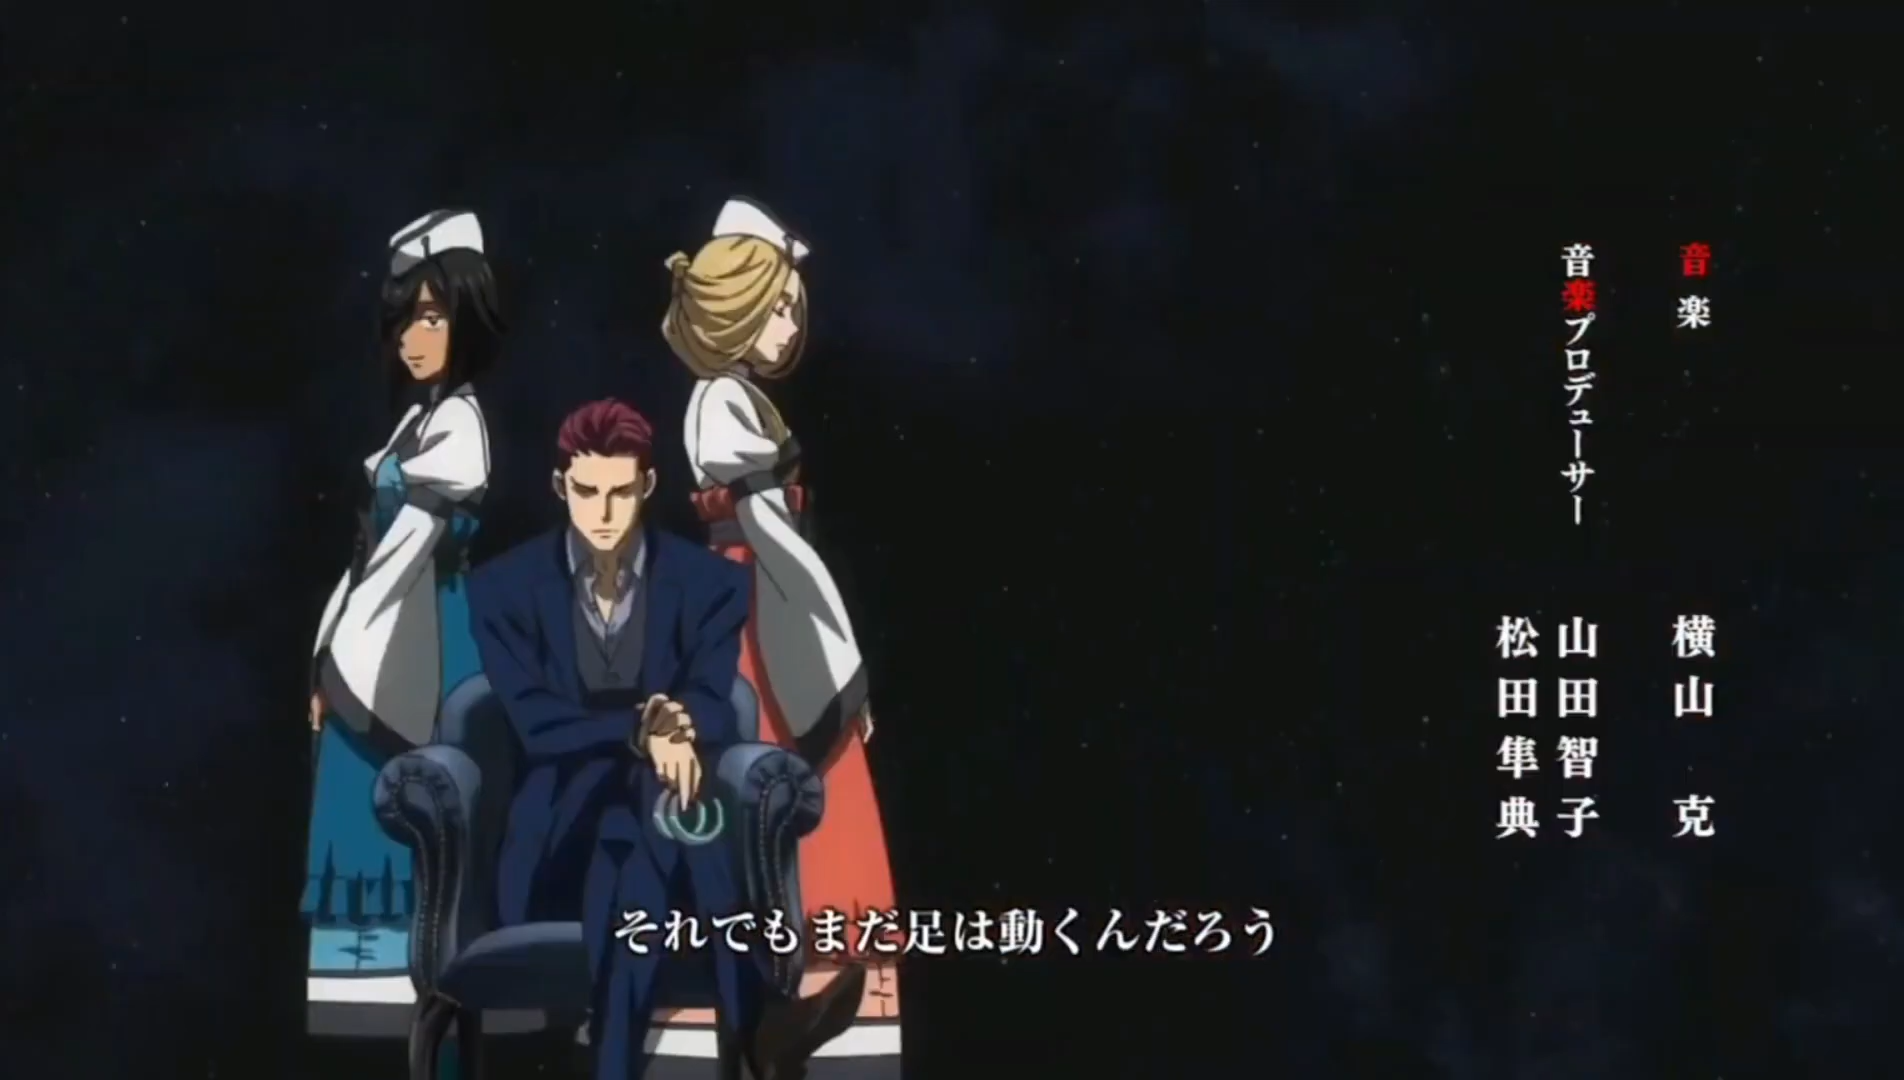 音楽
横山 克
音楽プロデューサー
山田智子
松田隼典
それでもまだ足は動くんだろう